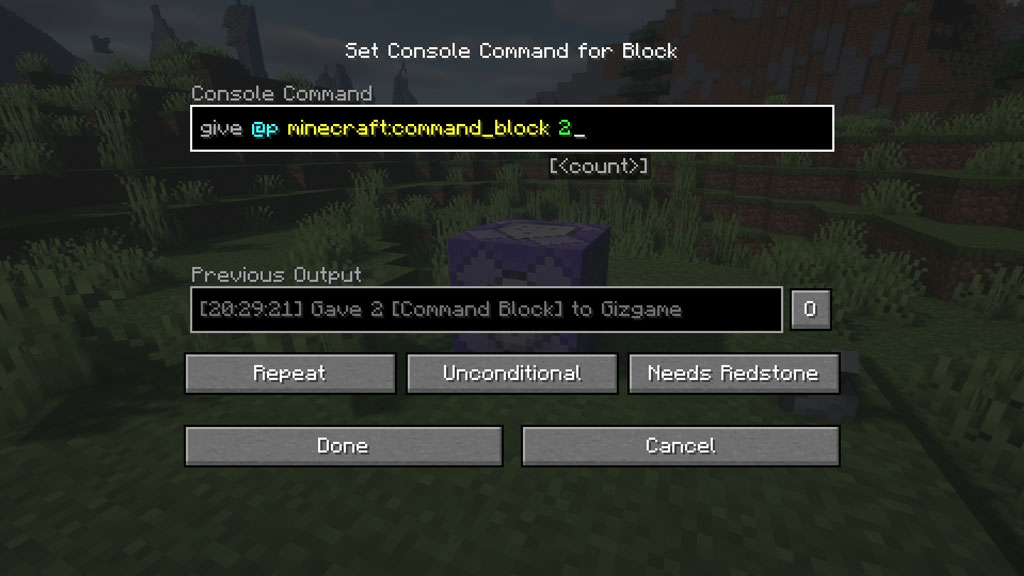 Set Console Command for Block
Console Command
give @p minecraft:command_block 2_
[<count>]
Previous Output
[20:29:21] Gave 2 [Command Block] to Gizgame
O
Repeat
Unconditional
Needs Redstone
Done
Cancel